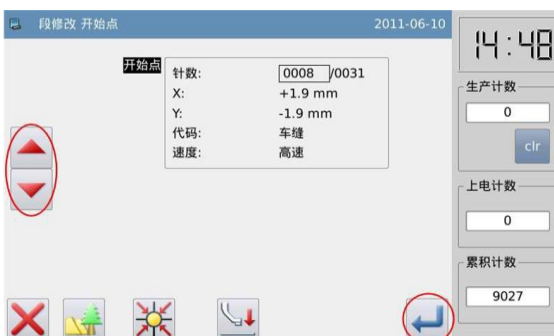 段修改 开始点 2011-06-10
14:48
开始点
针数: 0008 /0031
X: +1.9 mm
Y: -1.9 mm
代码: 车缝
速度: 高速
生产计数
0
clr
上电计数
0
累积计数
9027